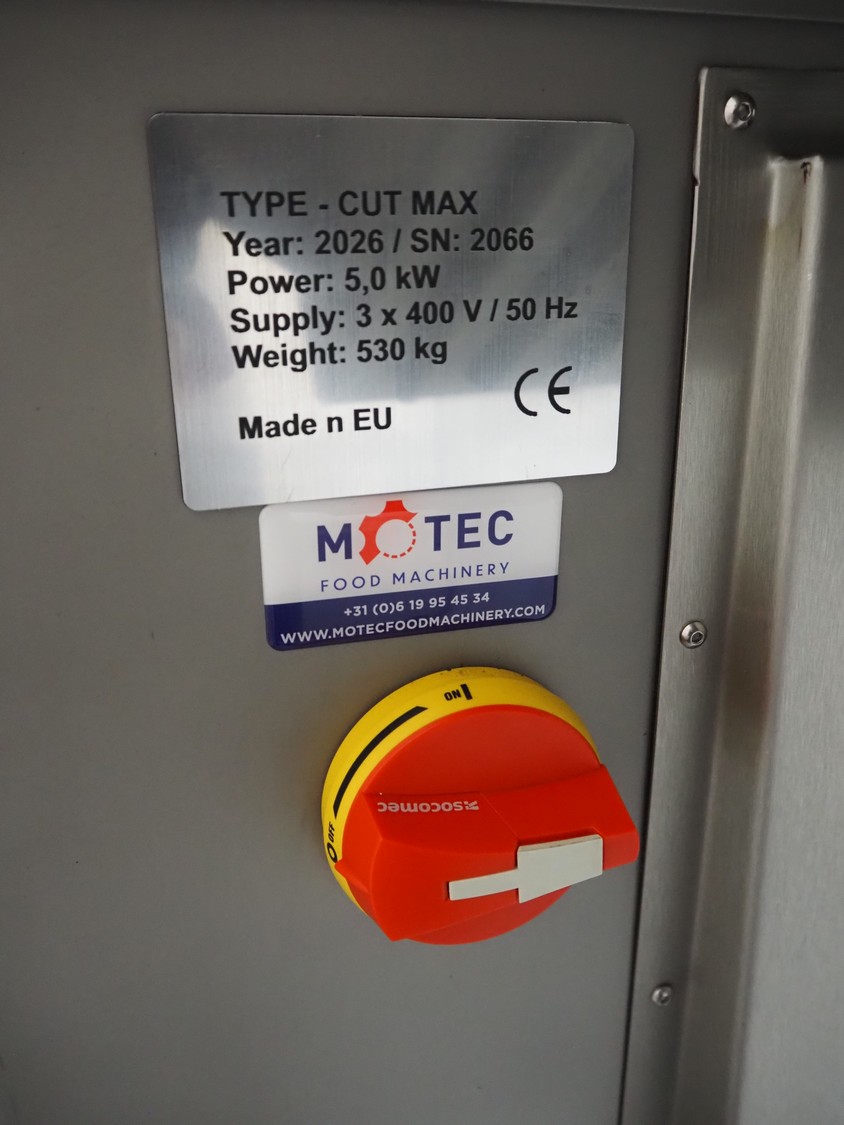 TYPE - CUT MAX
Year: 2026 / SN: 2066
Power: 5,0 kW
Supply: 3 x 400 V / 50 Hz
Weight: 530 kg
CE
Made n EU
MOTEC
FOOD MACHINERY
+31 (0)6 19 95 45 34
WWW.MOTECFOODMACHINERY.COM
ON I
O OFF
socomec